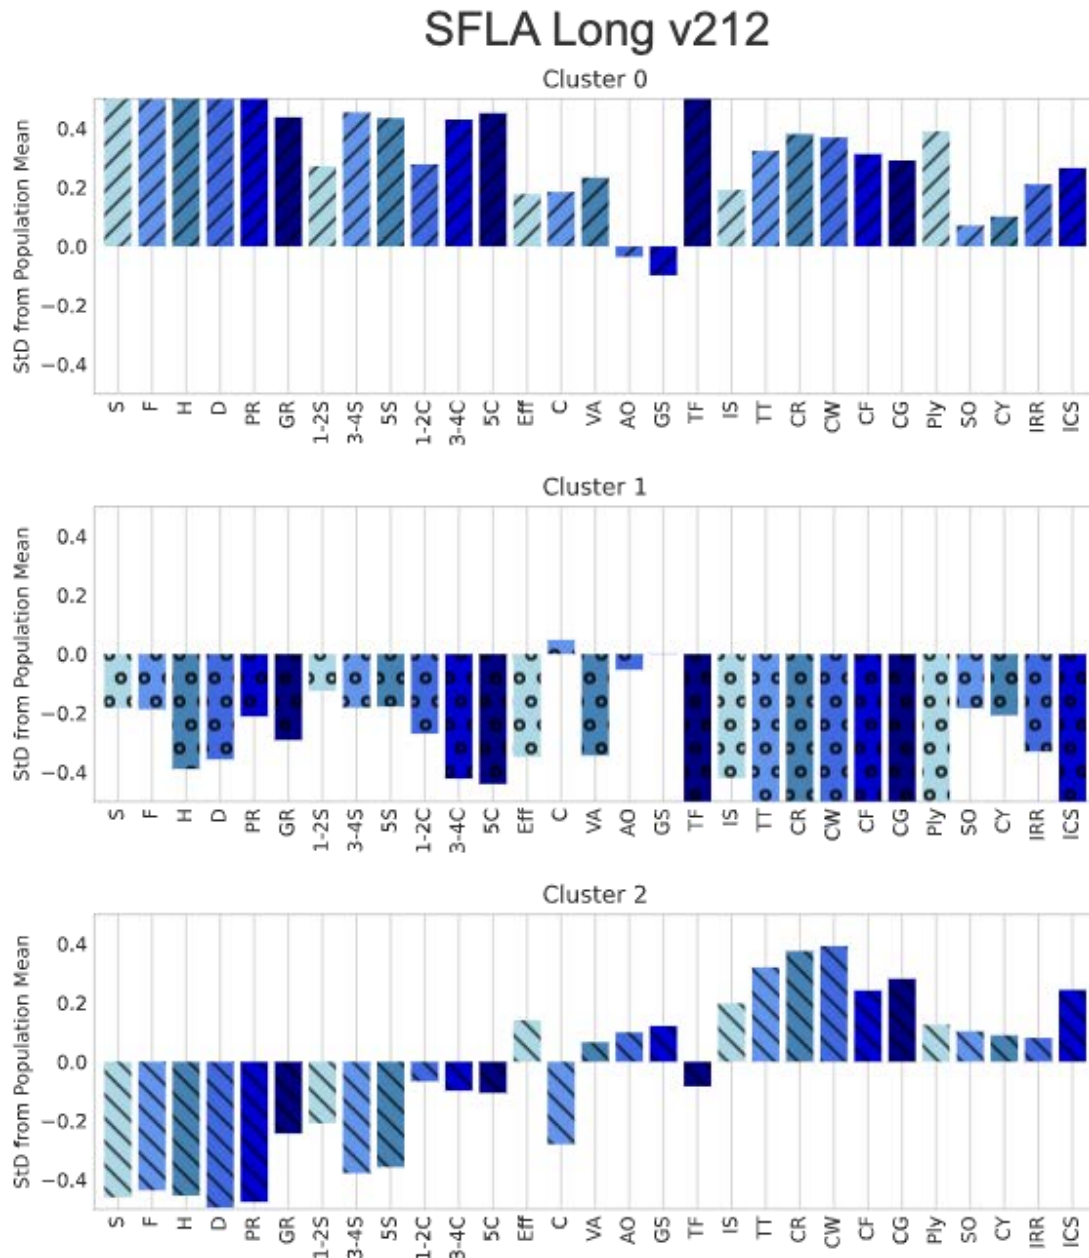 SFLA Long v212
Cluster 0
StD from Population Mean
0.4
0.2
0.0
−0.2
−0.4
S F H D PR GR 1-2S 3-4S 5S 1-2C 3-4C 5C Eff C VA AO GS TF IS TT CR CW CF CG Ply SO CY IRR ICS
Cluster 1
StD from Population Mean
0.4
0.2
0.0
−0.2
−0.4
S F H D PR GR 1-2S 3-4S 5S 1-2C 3-4C 5C Eff C VA AO GS TF IS TT CR CW CF CG Ply SO CY IRR ICS
Cluster 2
StD from Population Mean
0.4
0.2
0.0
−0.2
−0.4
S F H D PR GR 1-2S 3-4S 5S 1-2C 3-4C 5C Eff C VA AO GS TF IS TT CR CW CF CG Ply SO CY IRR ICS